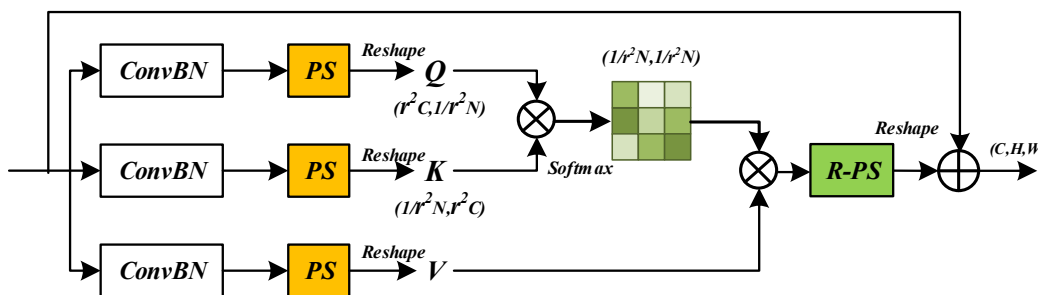 ConvBN PS Reshape Q
(r²C,1/r²N)
(1/r²N,1/r²N)
ConvBN PS Reshape K
(1/r²N,r²C)
Softmax
R-PS
Reshape
(C,H,W
ConvBN PS Reshape V